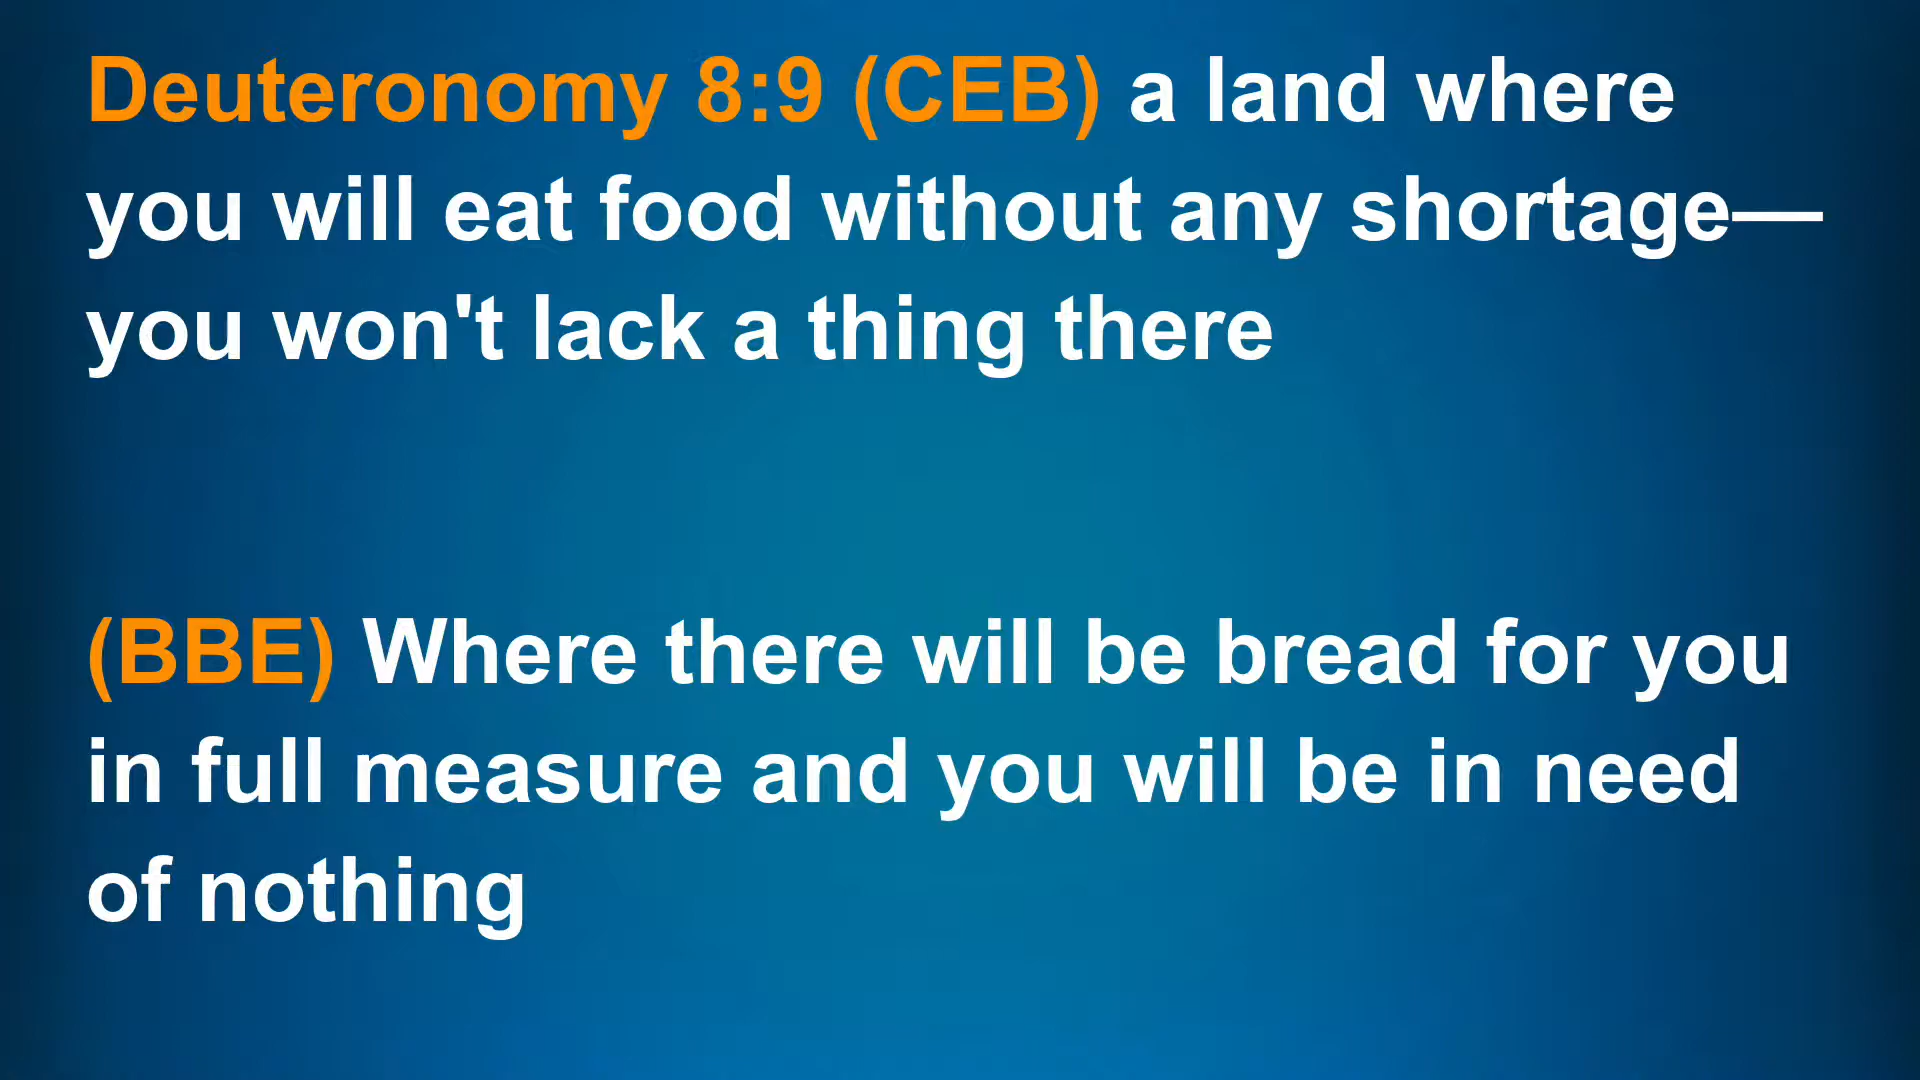 Deuteronomy 8:9 (CEB) a land where
you will eat food without any shortage—
you won't lack a thing there
(BBE) Where there will be bread for you
in full measure and you will be in need
of nothing